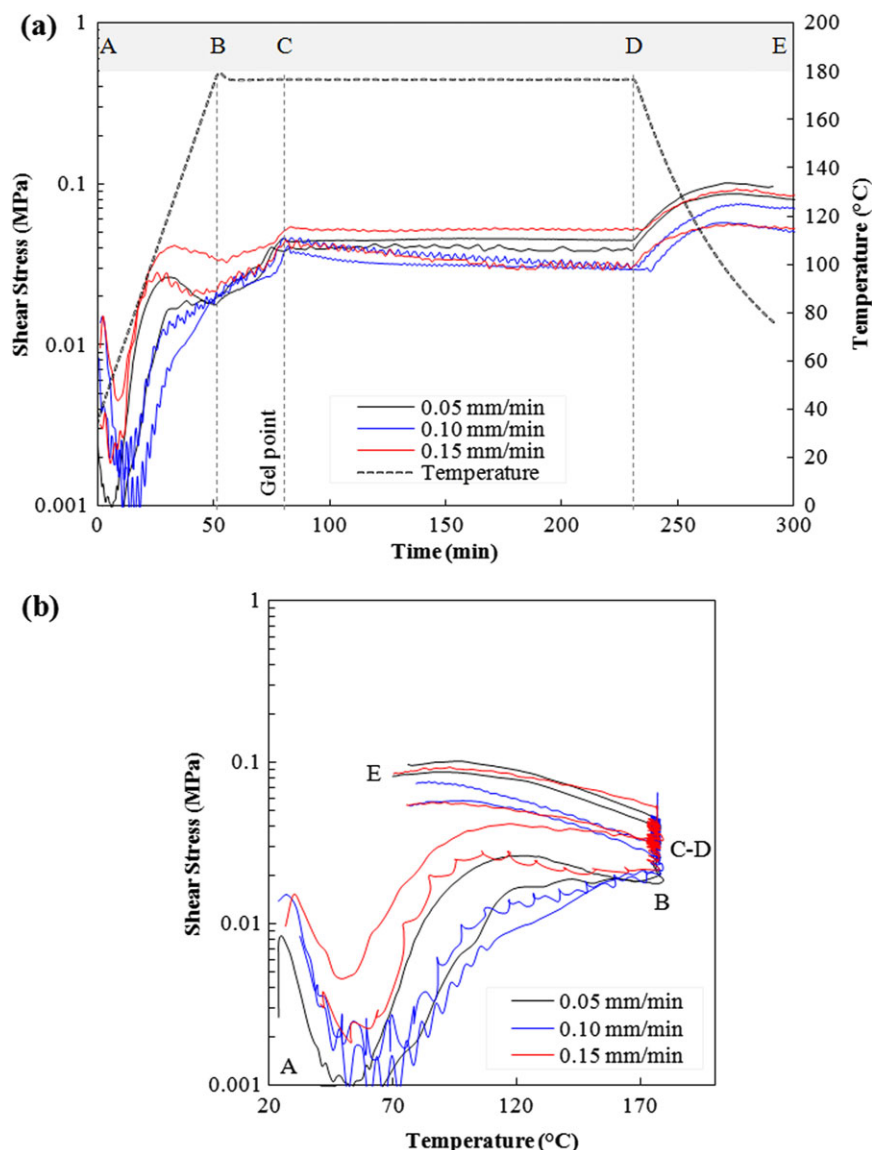 (a)
A B C D E
1
0.1
0.01
0.001
Shear Stress (MPa)
200
180
160
140
120
100
80
60
40
20
0
Temperature (°C)
Gel point
0.05 mm/min
0.10 mm/min
0.15 mm/min
Temperature
0 50 100 150 200 250 300
Time (min)
(b)
1
0.1
0.01
0.001
Shear Stress (MPa)
E
C-D
B
A
0.05 mm/min
0.10 mm/min
0.15 mm/min
20 70 120 170
Temperature (°C)